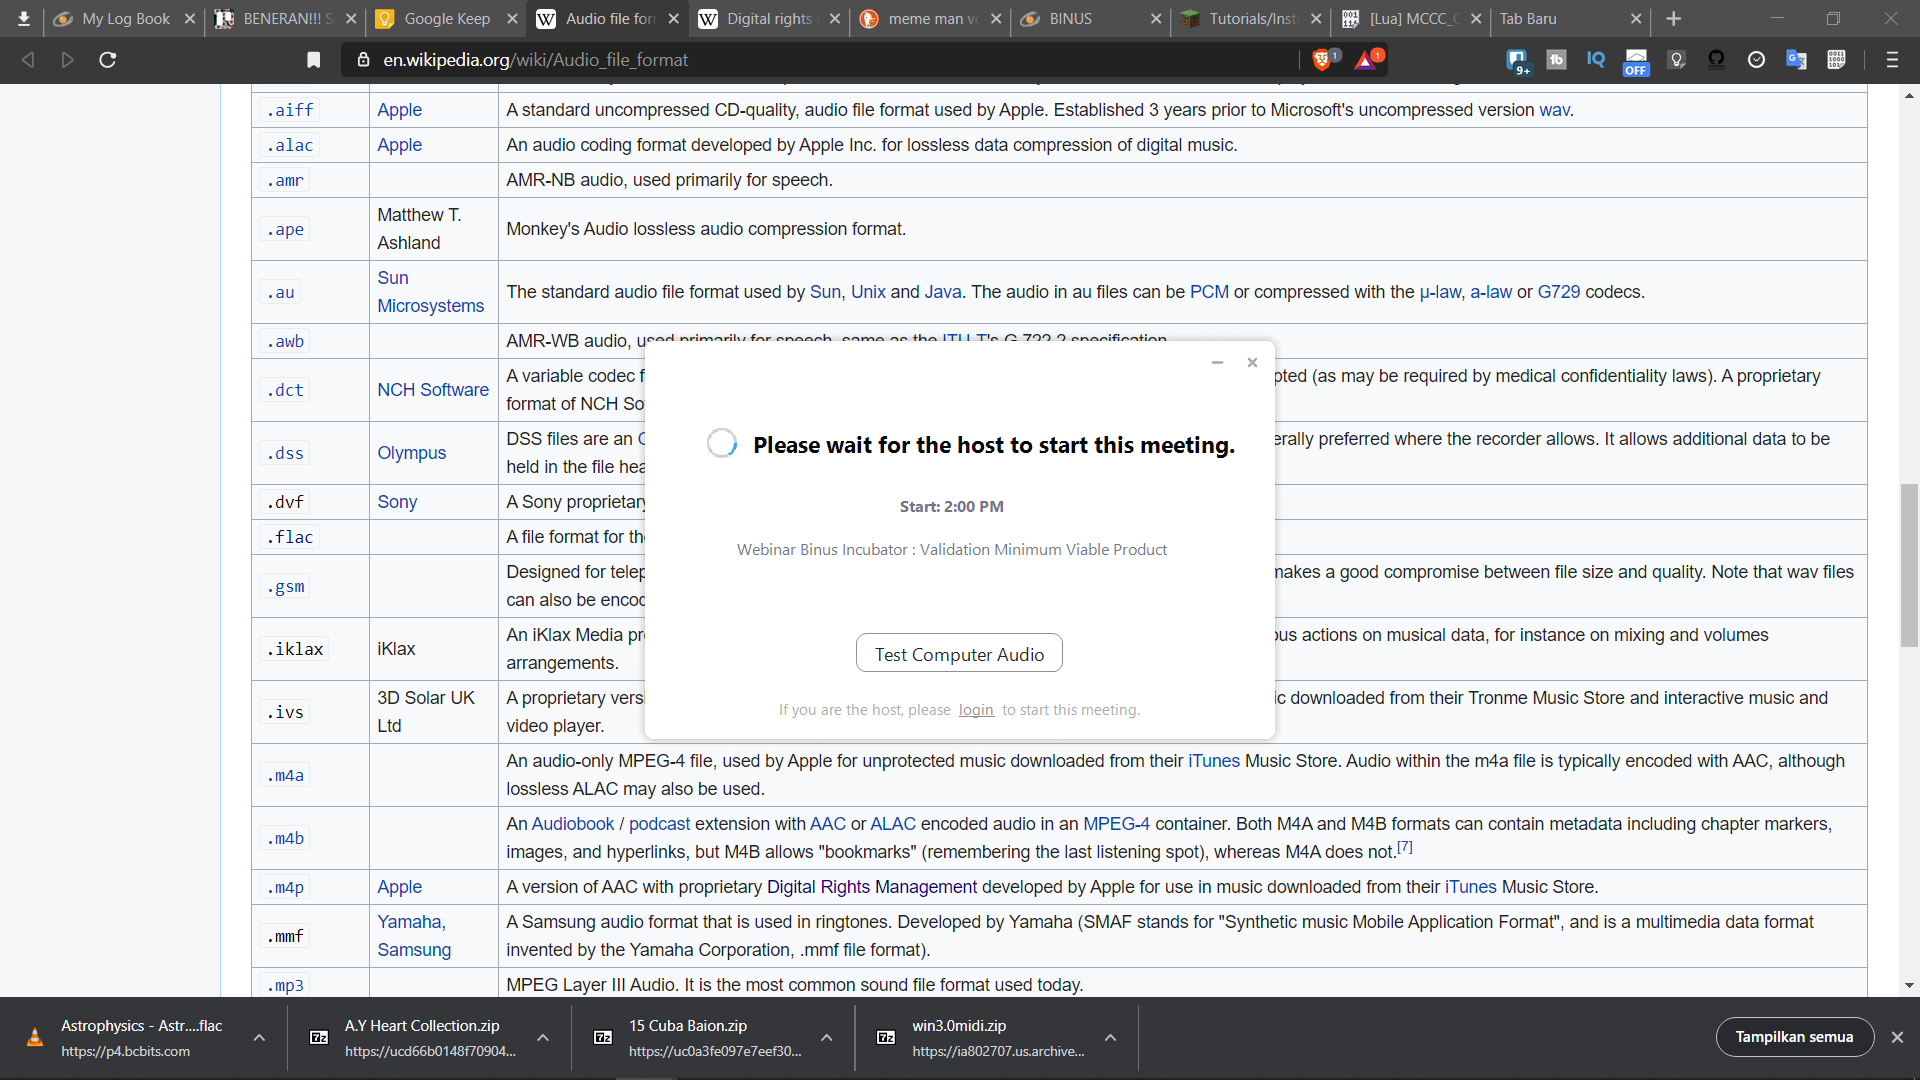 My Log Book
BENERAN!!! S
Google Keep
Audio file for
Digital rights
meme man vo
BINUS
Tutorials/Inst
[Lua] MCCC_C
Tab Baru
en.wikipedia.org/wiki/Audio_file_format
1
1
9+
OFF
.aiff Apple A standard uncompressed CD-quality, audio file format used by Apple. Established 3 years prior to Microsoft's uncompressed version wav.
.alac Apple An audio coding format developed by Apple Inc. for lossless data compression of digital music.
.amr AMR-NB audio, used primarily for speech.
.ape Matthew T. Ashland Monkey's Audio lossless audio compression format.
.au Sun Microsystems The standard audio file format used by Sun, Unix and Java. The audio in au files can be PCM or compressed with the μ-law, a-law or G729 codecs.
.awb AMR-WB audio, used primarily for speech, same as the ITU-T's G.722.2 specification.
.dct NCH Software A variable codec f
pted (as may be required by medical confidentiality laws). A proprietary
format of NCH So
.dss Olympus DSS files are an
erally preferred where the recorder allows. It allows additional data to be
held in the file hea
.dvf Sony A Sony proprietary
.flac A file format for th
.gsm Designed for telep
makes a good compromise between file size and quality. Note that wav files
can also be enco
.iklax iKlax An iKlax Media pr
ous actions on musical data, for instance on mixing and volumes
arrangements.
.ivs 3D Solar UK Ltd A proprietary versi
ic downloaded from their Tronme Music Store and interactive music and
video player.
.m4a An audio-only MPEG-4 file, used by Apple for unprotected music downloaded from their iTunes Music Store. Audio within the m4a file is typically encoded with AAC, although
lossless ALAC may also be used.
.m4b An Audiobook / podcast extension with AAC or ALAC encoded audio in an MPEG-4 container. Both M4A and M4B formats can contain metadata including chapter markers,
images, and hyperlinks, but M4B allows "bookmarks" (remembering the last listening spot), whereas M4A does not.[7]
.m4p Apple A version of AAC with proprietary Digital Rights Management developed by Apple for use in music downloaded from their iTunes Music Store.
.mmf Yamaha, Samsung A Samsung audio format that is used in ringtones. Developed by Yamaha (SMAF stands for "Synthetic music Mobile Application Format", and is a multimedia data format
invented by the Yamaha Corporation, .mmf file format).
.mp3 MPEG Layer III Audio. It is the most common sound file format used today.
Please wait for the host to start this meeting.
Start: 2:00 PM
Webinar Binus Incubator : Validation Minimum Viable Product
Test Computer Audio
If you are the host, please login to start this meeting.
Astrophysics - Astr....flac
https://p4.bcbits.com
A.Y Heart Collection.zip
https://ucd66b0148f70904...
15 Cuba Baion.zip
https://uc0a3fe097e7eef30...
win3.0midi.zip
https://ia802707.us.archive...
Tampilkan semua